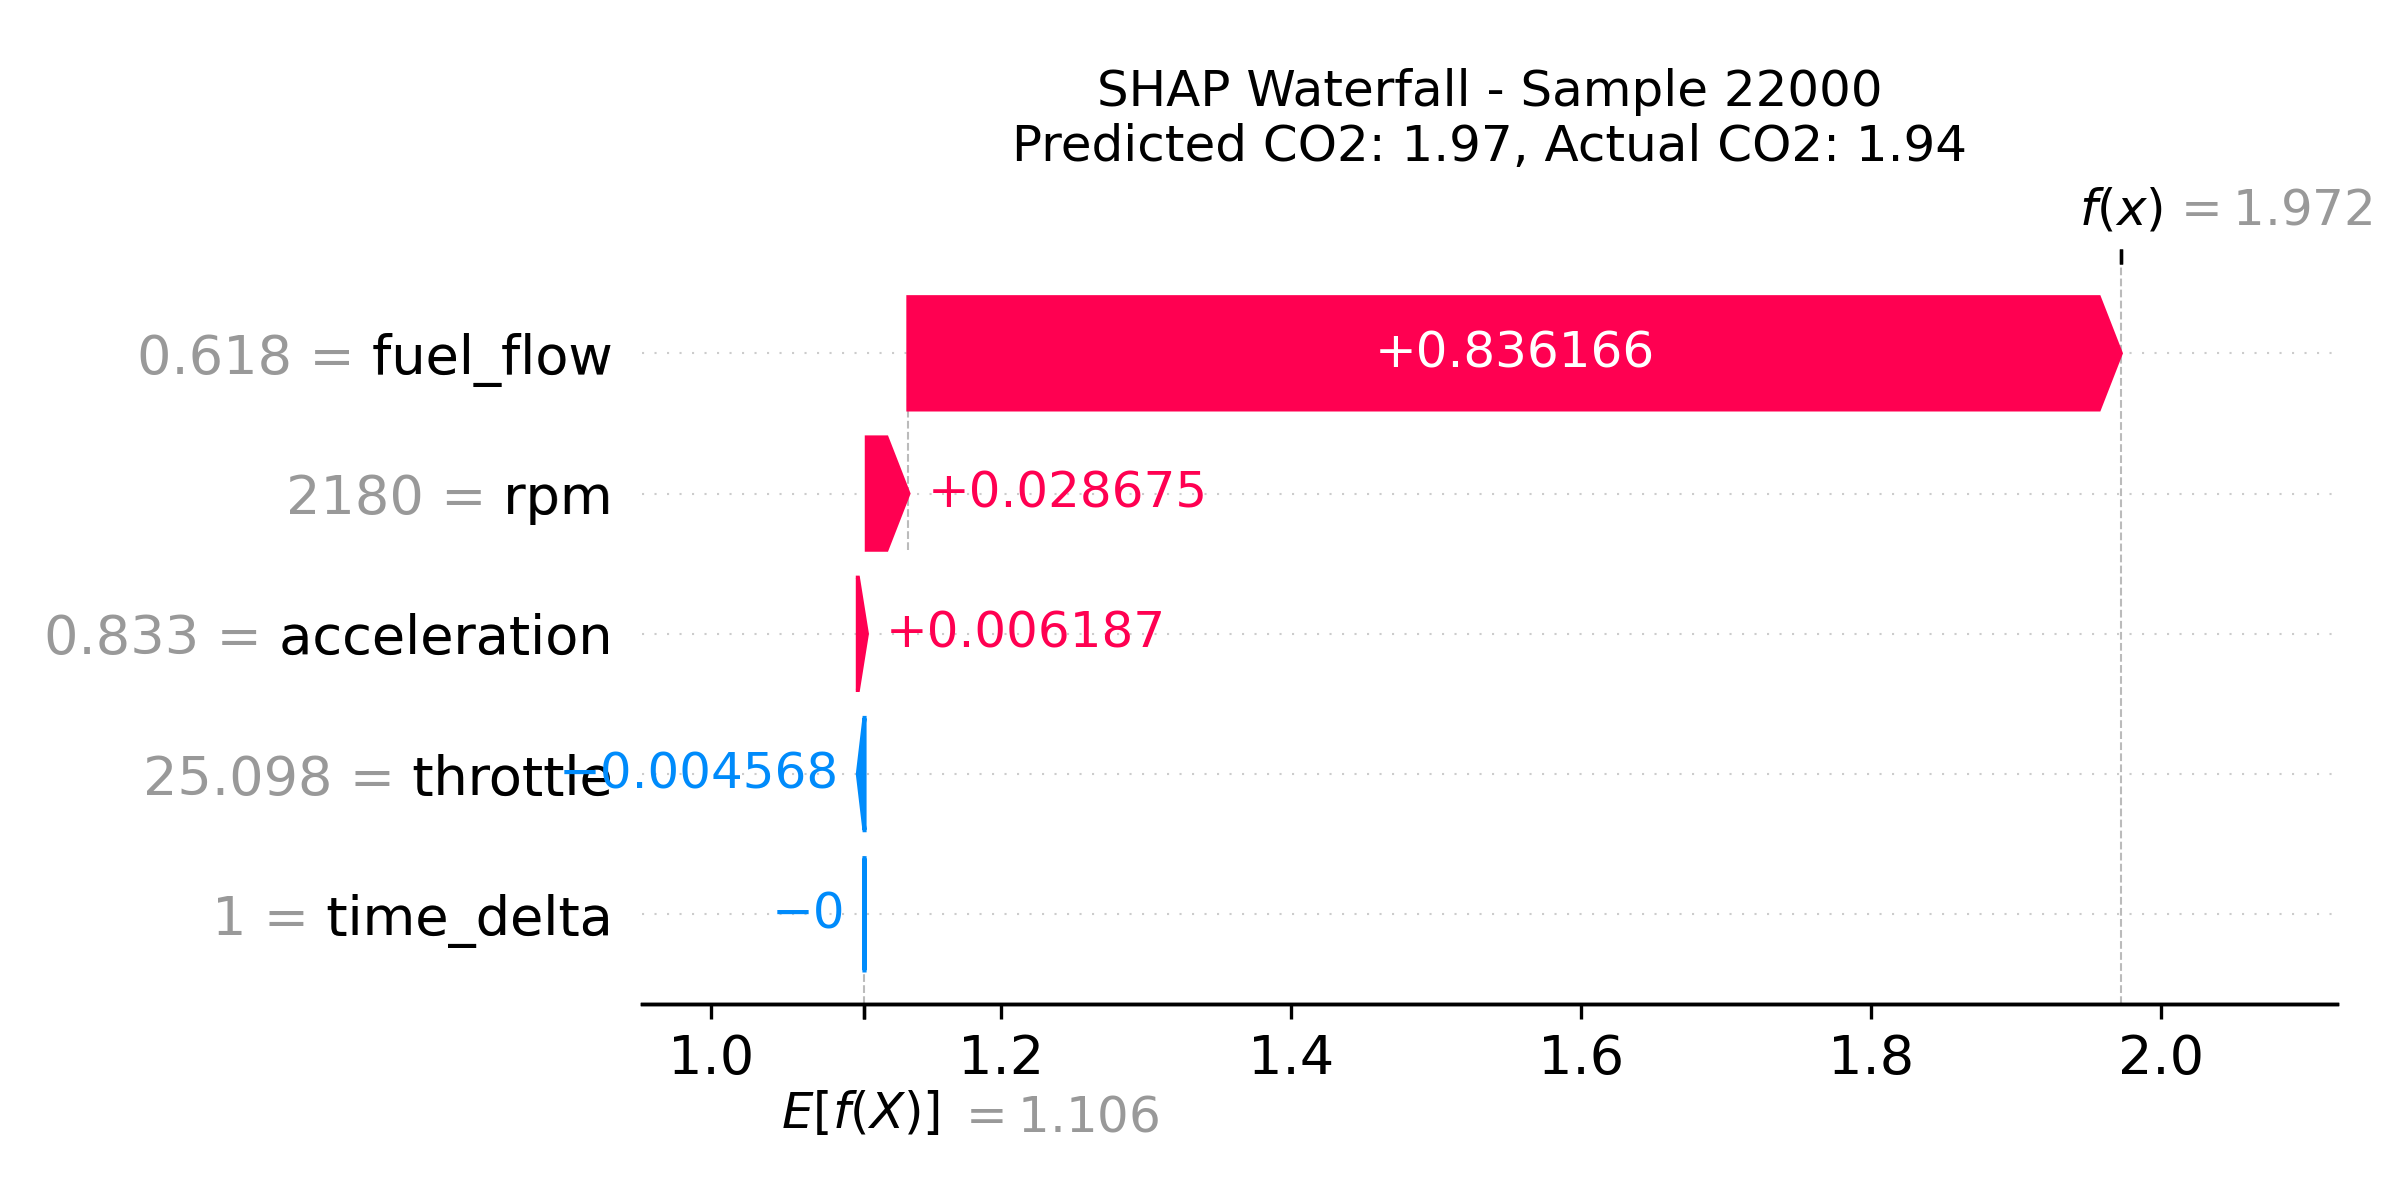 SHAP Waterfall - Sample 22000
Predicted CO2: 1.97, Actual CO2: 1.94
f(x) = 1.972
0.618 = fuel_flow +0.836166
2180 = rpm +0.028675
0.833 = acceleration +0.006187
25.098 = throttle −0.004568
1 = time_delta −0
1.0 1.2 1.4 1.6 1.8 2.0
E[f(X)] = 1.106